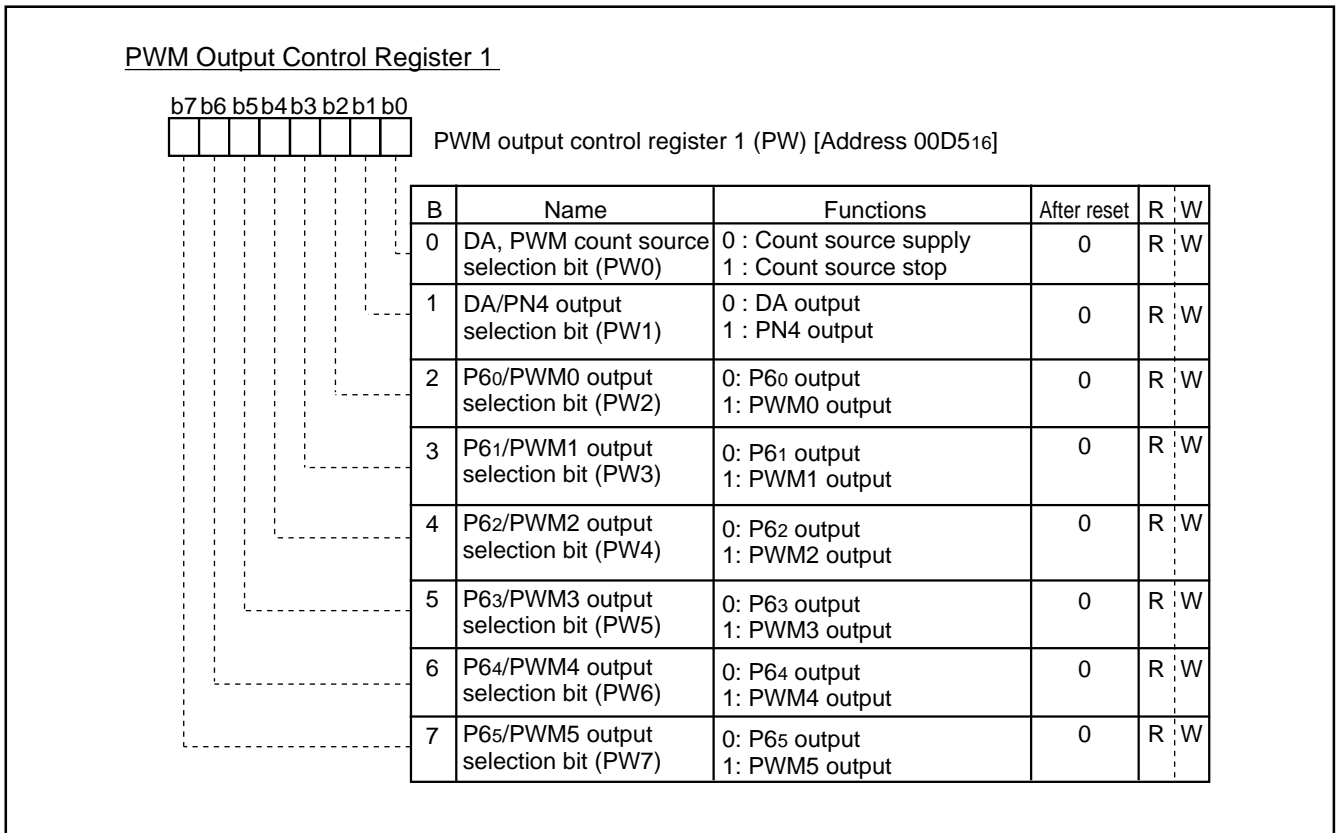 PWM Output Control Register 1
b7 b6 b5 b4 b3 b2 b1 b0
PWM output control register 1 (PW) [Address 00D516]
B Name Functions After reset R W
0 DA, PWM count source 0 : Count source supply 0 R W
selection bit (PW0) 1 : Count source stop
1 DA/PN4 output 0 : DA output 0 R W
selection bit (PW1) 1 : PN4 output
2 P60/PWM0 output 0: P60 output 0 R W
selection bit (PW2) 1: PWM0 output
3 P61/PWM1 output 0: P61 output 0 R W
selection bit (PW3) 1: PWM1 output
4 P62/PWM2 output 0: P62 output 0 R W
selection bit (PW4) 1: PWM2 output
5 P63/PWM3 output 0: P63 output 0 R W
selection bit (PW5) 1: PWM3 output
6 P64/PWM4 output 0: P64 output 0 R W
selection bit (PW6) 1: PWM4 output
7 P65/PWM5 output 0: P65 output 0 R W
selection bit (PW7) 1: PWM5 output